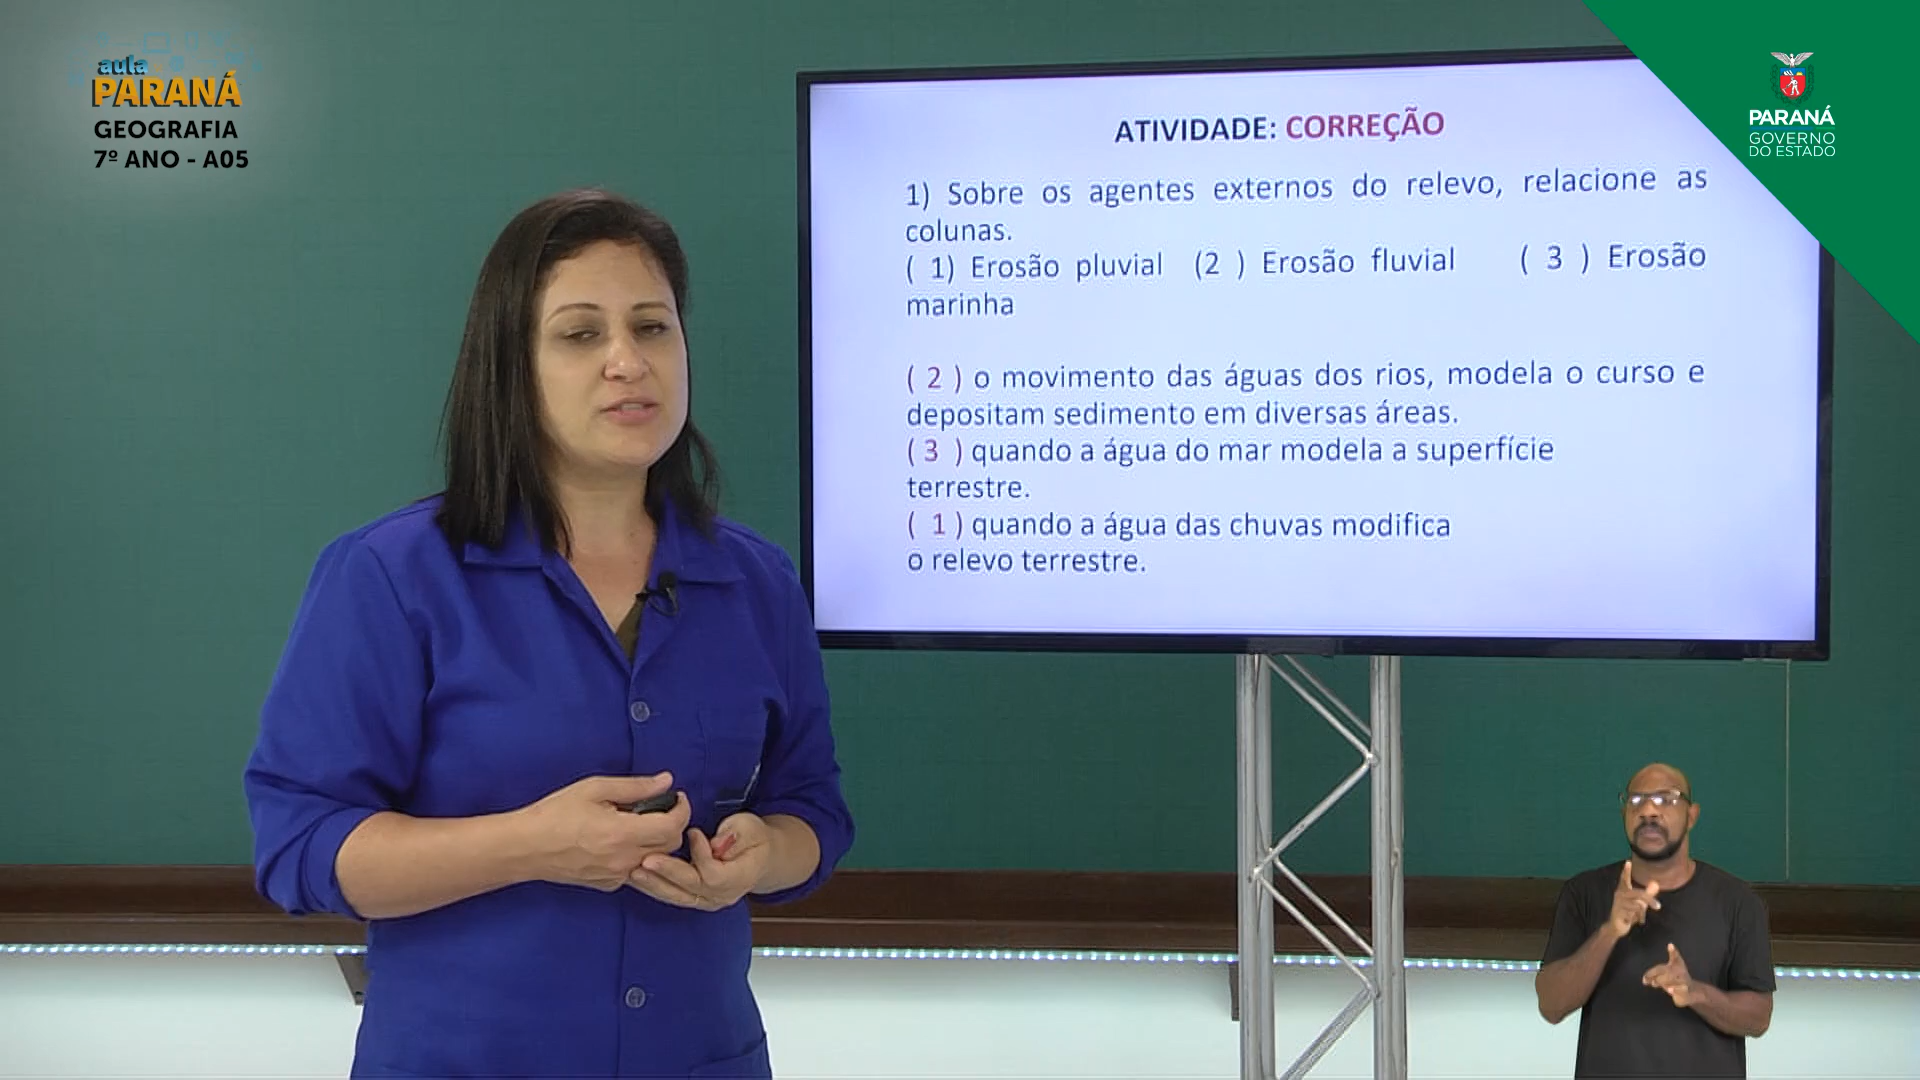 aula
PARANÁ
GEOGRAFIA
7º ANO - A05
PARANÁ
GOVERNO
DO ESTADO
ATIVIDADE: CORREÇÃO
1) Sobre os agentes externos do relevo, relacione as
colunas.
( 1) Erosão pluvial (2 ) Erosão fluvial ( 3 ) Erosão
marinha
( 2 ) o movimento das águas dos rios, modela o curso e
depositam sedimento em diversas áreas.
( 3 ) quando a água do mar modela a superfície
terrestre.
( 1 ) quando a água das chuvas modifica
o relevo terrestre.